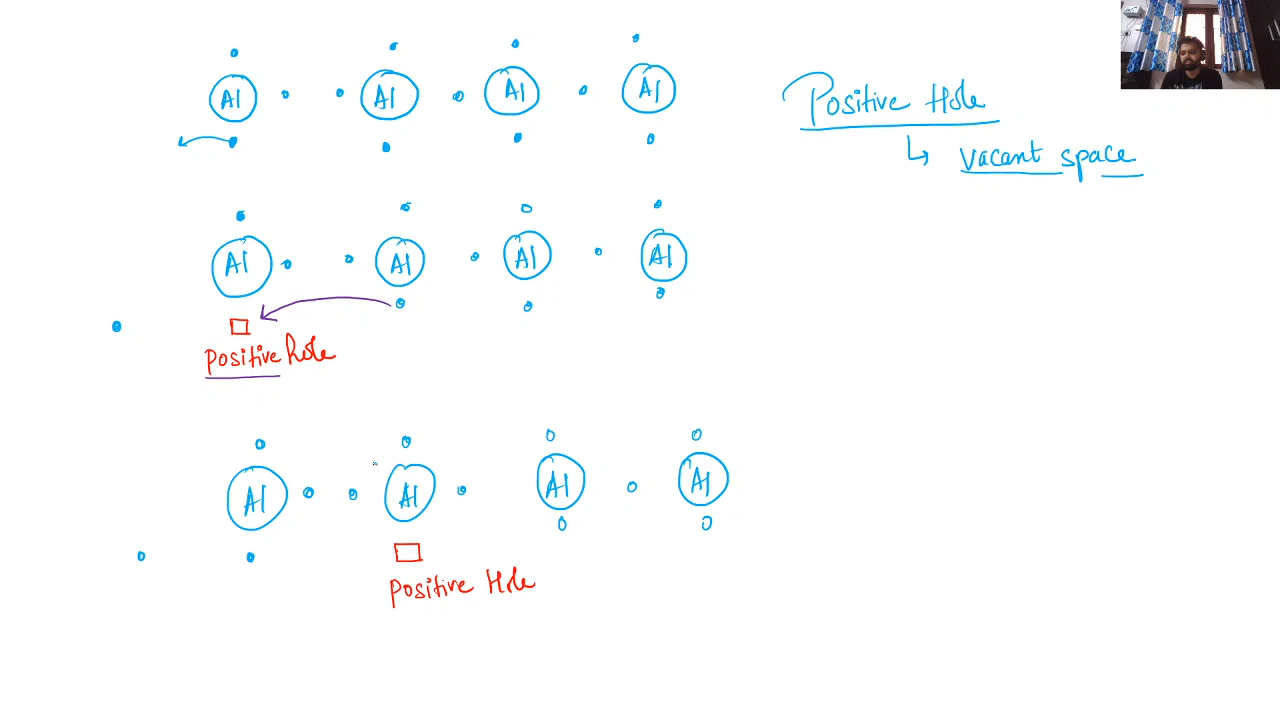 Al Al Al Al
Positive Hole
↳ vacant space
Al Al Al Al
positive hole
Al Al Al Al
positive Hole